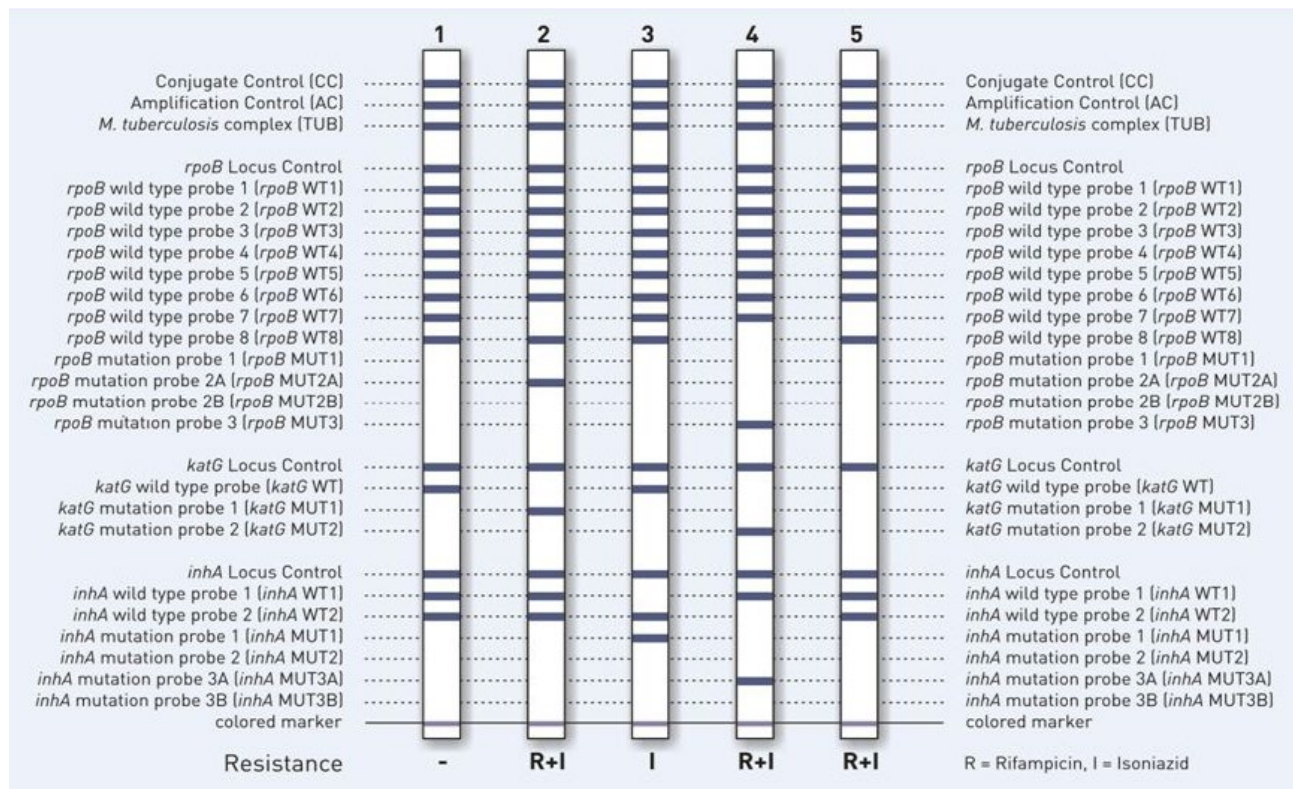 1 2 3 4 5
Conjugate Control (CC) Conjugate Control (CC)
Amplification Control (AC) Amplification Control (AC)
M. tuberculosis complex (TUB) M. tuberculosis complex (TUB)
rpoB Locus Control rpoB Locus Control
rpoB wild type probe 1 (rpoB WT1) rpoB wild type probe 1 (rpoB WT1)
rpoB wild type probe 2 (rpoB WT2) rpoB wild type probe 2 (rpoB WT2)
rpoB wild type probe 3 (rpoB WT3) rpoB wild type probe 3 (rpoB WT3)
rpoB wild type probe 4 (rpoB WT4) rpoB wild type probe 4 (rpoB WT4)
rpoB wild type probe 5 (rpoB WT5) rpoB wild type probe 5 (rpoB WT5)
rpoB wild type probe 6 (rpoB WT6) rpoB wild type probe 6 (rpoB WT6)
rpoB wild type probe 7 (rpoB WT7) rpoB wild type probe 7 (rpoB WT7)
rpoB wild type probe 8 (rpoB WT8) rpoB wild type probe 8 (rpoB WT8)
rpoB mutation probe 1 (rpoB MUT1) rpoB mutation probe 1 (rpoB MUT1)
rpoB mutation probe 2A (rpoB MUT2A) rpoB mutation probe 2A (rpoB MUT2A)
rpoB mutation probe 2B (rpoB MUT2B) rpoB mutation probe 2B (rpoB MUT2B)
rpoB mutation probe 3 (rpoB MUT3) rpoB mutation probe 3 (rpoB MUT3)
katG Locus Control katG Locus Control
katG wild type probe (katG WT) katG wild type probe (katG WT)
katG mutation probe 1 (katG MUT1) katG mutation probe 1 (katG MUT1)
katG mutation probe 2 (katG MUT2) katG mutation probe 2 (katG MUT2)
inhA Locus Control inhA Locus Control
inhA wild type probe 1 (inhA WT1) inhA wild type probe 1 (inhA WT1)
inhA wild type probe 2 (inhA WT2) inhA wild type probe 2 (inhA WT2)
inhA mutation probe 1 (inhA MUT1) inhA mutation probe 1 (inhA MUT1)
inhA mutation probe 2 (inhA MUT2) inhA mutation probe 2 (inhA MUT2)
inhA mutation probe 3A (inhA MUT3A) inhA mutation probe 3A (inhA MUT3A)
inhA mutation probe 3B (inhA MUT3B) inhA mutation probe 3B (inhA MUT3B)
colored marker colored marker
Resistance - R+I I R+I R+I R = Rifampicin, I = Isoniazid